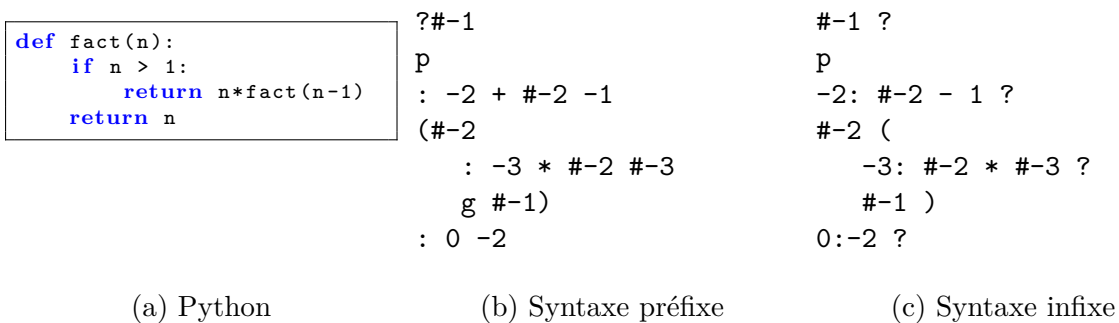 def fact(n):
    if n > 1:
        return n*fact(n-1)
    return n
(a) Python
?#-1
p
: -2 + #-2 -1
(#-2
   : -3 * #-2 #-3
   g #-1)
: 0 -2
(b) Syntaxe préfixe
#-1 ?
p
-2: #-2 - 1 ?
#-2 (
   -3: #-2 * #-3 ?
   #-1 )
0:-2 ?
(c) Syntaxe infixe